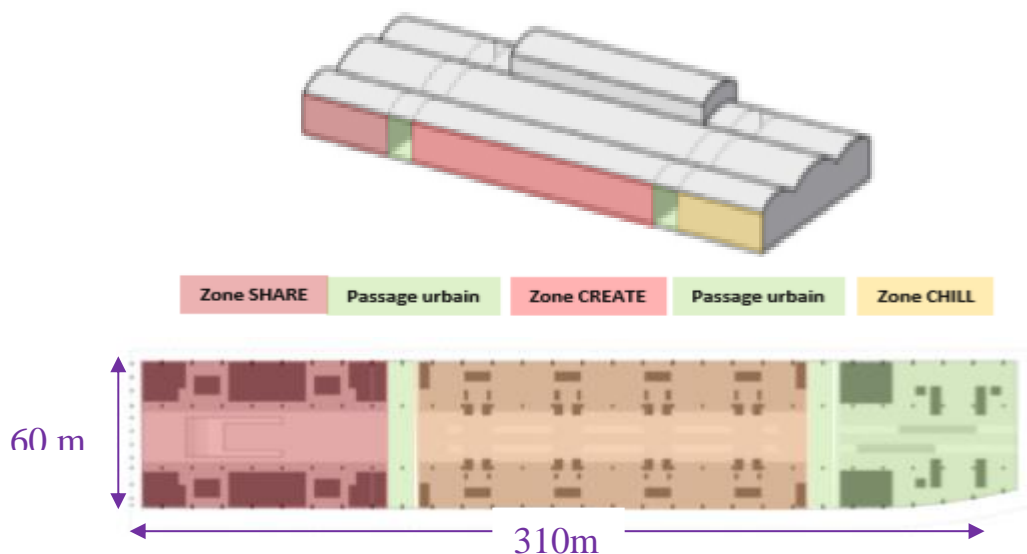 Zone SHARE
Passage urbain
Zone CREATE
Passage urbain
Zone CHILL
60 m
310m